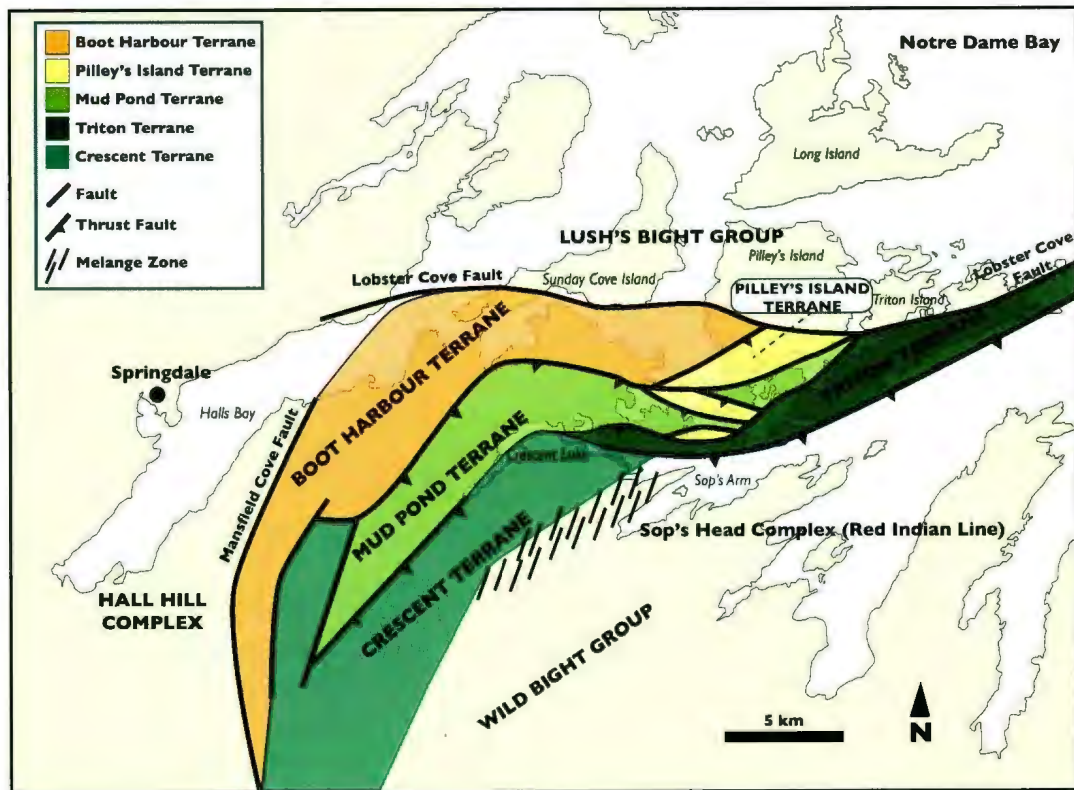 Boot Harbour Terrane
Pilley's Island Terrane
Mud Pond Terrane
Triton Terrane
Crescent Terrane
Fault
Thrust Fault
Melange Zone
Notre Dame Bay
Long Island
LUSH'S BIGHT GROUP
Pilley's Island
Lobster Cove Fault
Sunday Cove Island
PILLEY'S ISLAND
TERRANE
Triton Island
Lobster Cove
Fault
Springdale
Halls Bay
Mansfield Cove Fault
BOOT HARBOUR TERRANE
TRITON TERRANE
MUD POND TERRANE
Crescent Lake
Sop's Arm
CRESCENT TERRANE
Sop's Head Complex (Red Indian Line)
HALL HILL
COMPLEX
WILD BIGHT GROUP
5 km
N